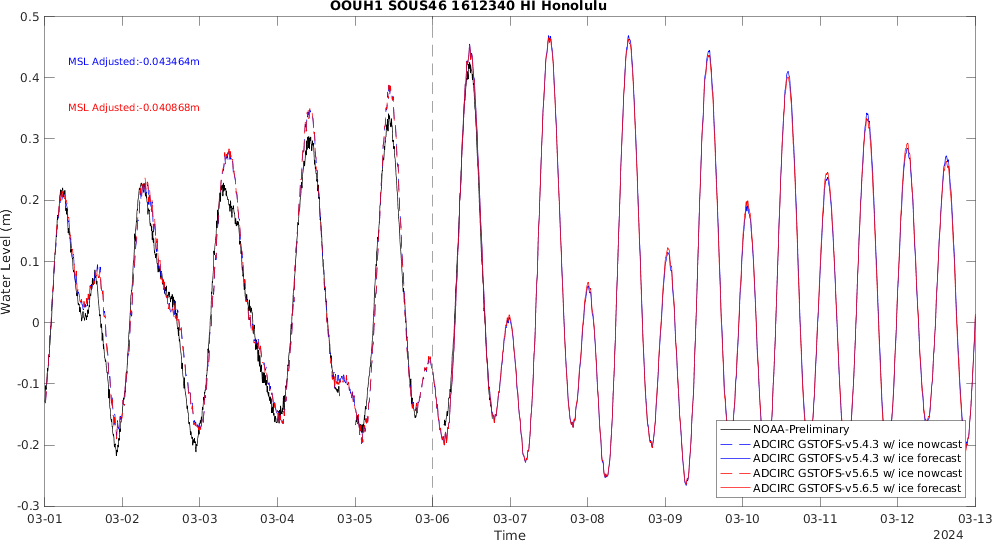 OOUH1 SOUS46 1612340 HI Honolulu
0.5
0.4
0.3
0.2
0.1
0
-0.1
-0.2
-0.3
Water Level (m)
MSL Adjusted:-0.043464m
MSL Adjusted:-0.040868m
NOAA-Preliminary
ADCIRC GSTOFS-v5.4.3 w/ ice nowcast
ADCIRC GSTOFS-v5.4.3 w/ ice forecast
ADCIRC GSTOFS-v5.6.5 w/ ice nowcast
ADCIRC GSTOFS-v5.6.5 w/ ice forecast
03-01 03-02 03-03 03-04 03-05 03-06 03-07 03-08 03-09 03-10 03-11 03-12 03-13
Time
2024